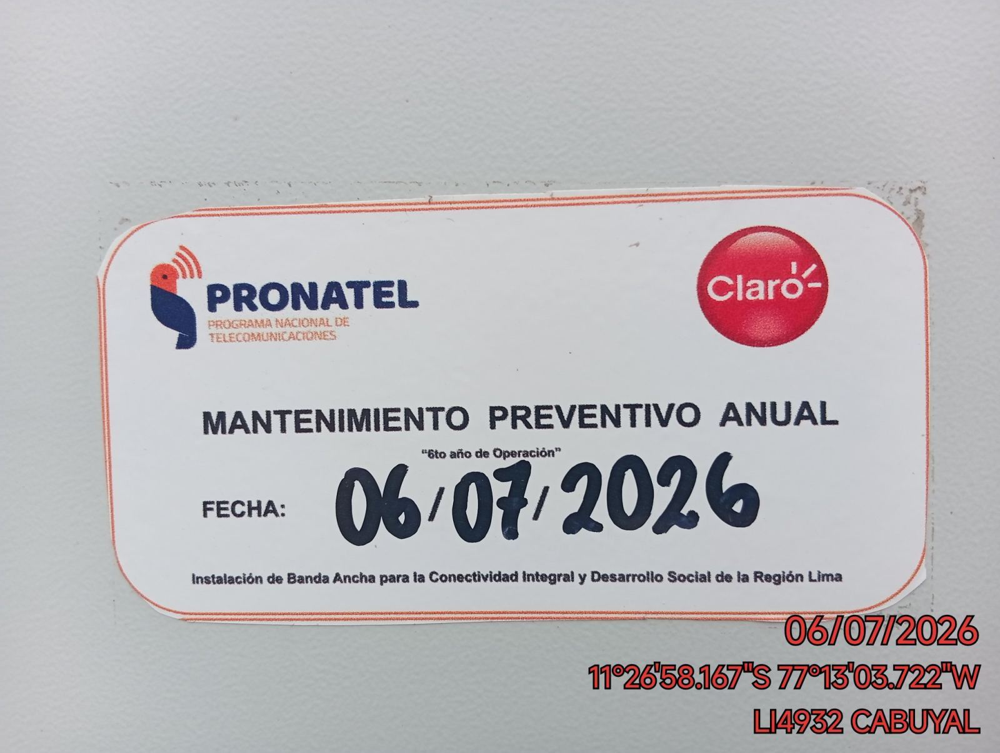 PRONATEL
PROGRAMA NACIONAL DE
TELECOMUNICACIONES
Claro
MANTENIMIENTO PREVENTIVO ANUAL
“6to año de Operación”
FECHA: 06/07/2026
Instalación de Banda Ancha para la Conectividad Integral y Desarrollo Social de la Región Lima
06/07/2026
11°26'58.167"S 77°13'03.722"W
LI4932 CABUYAL